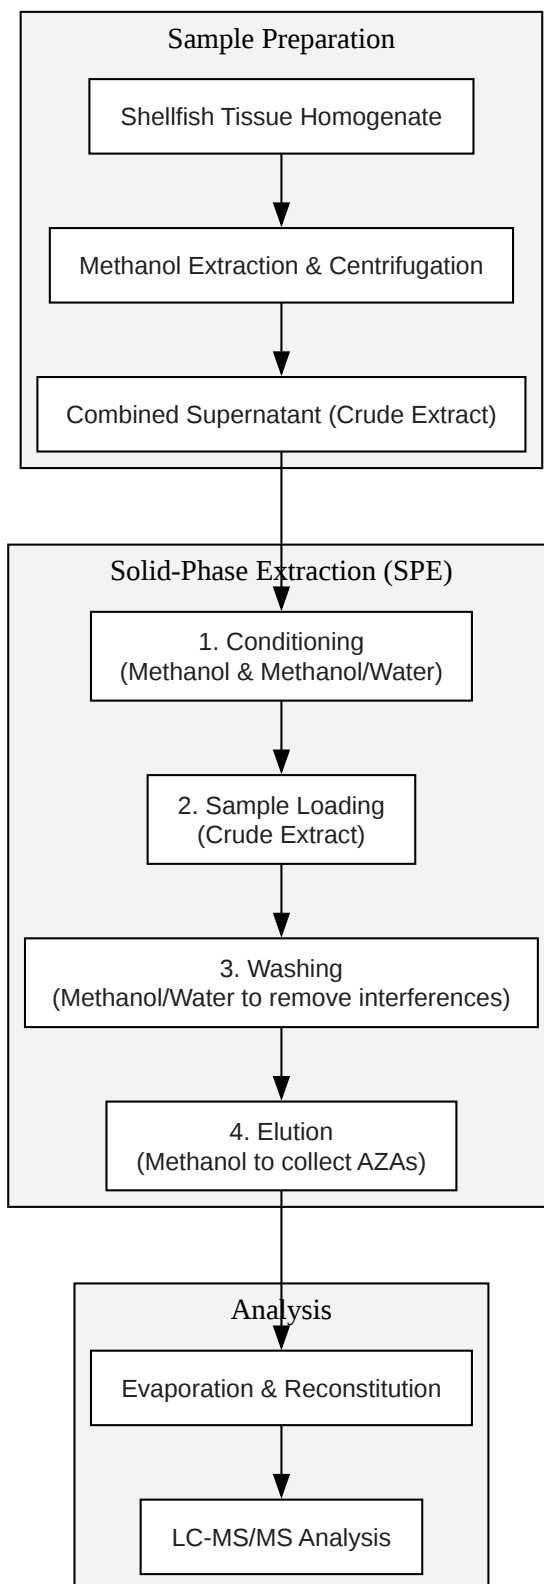 Sample Preparation
Shellfish Tissue Homogenate
Methanol Extraction & Centrifugation
Combined Supernatant (Crude Extract)
Solid-Phase Extraction (SPE)
1. Conditioning
(Methanol & Methanol/Water)
2. Sample Loading
(Crude Extract)
3. Washing
(Methanol/Water to remove interferences)
4. Elution
(Methanol to collect AZAs)
Analysis
Evaporation & Reconstitution
LC-MS/MS Analysis